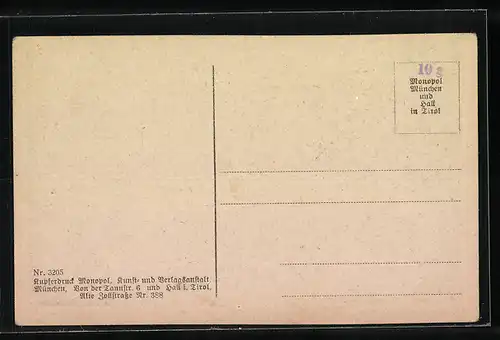 10 g
Monopol
München
und
Hall
in Tirol
Nr. 3205
Kupferdruck Monopol, Kunst- und Verlagsanstalt
München, Von der Tannstr. 6 und Hall i. Tirol,
Alte Zollstraße Nr. 388